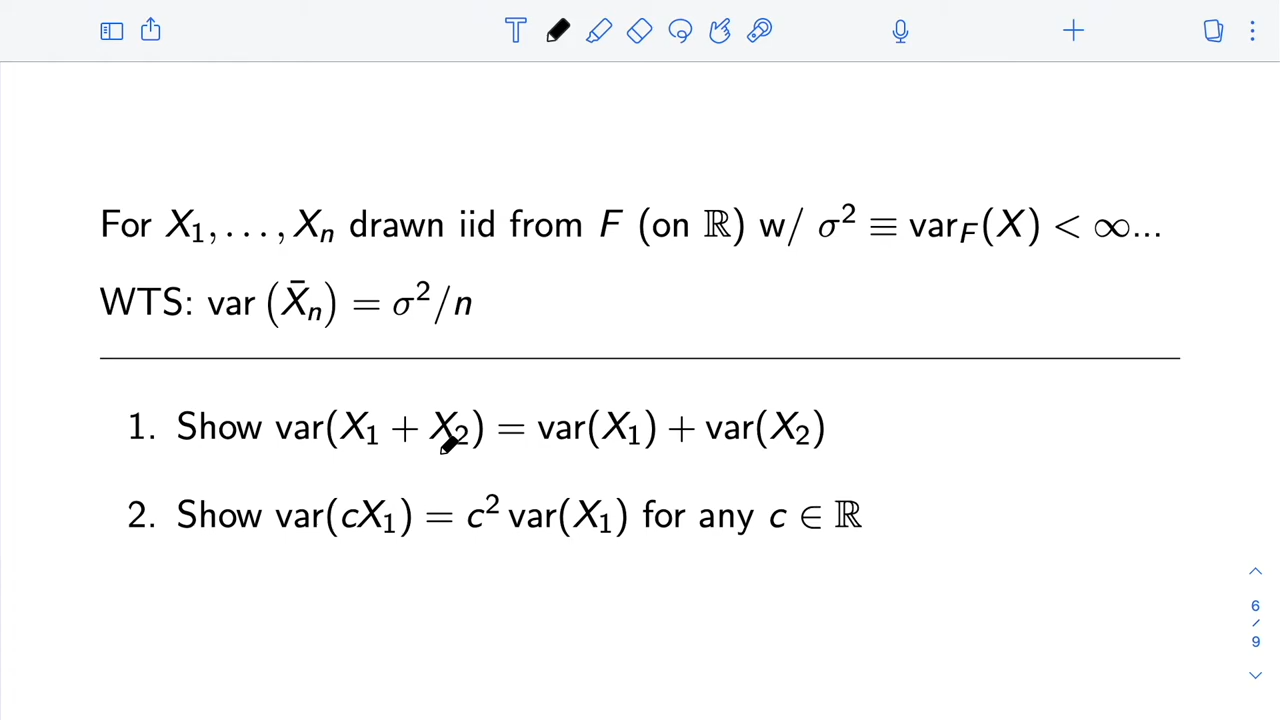 For X₁, . . . , Xₙ drawn iid from F (on ℝ) w/ σ² ≡ var_F(X) < ∞...
WTS: var (X̄ₙ) = σ²/n
1. Show var(X₁ + X₂) = var(X₁) + var(X₂)
2. Show var(cX₁) = c² var(X₁) for any c ∈ ℝ
6
/
9